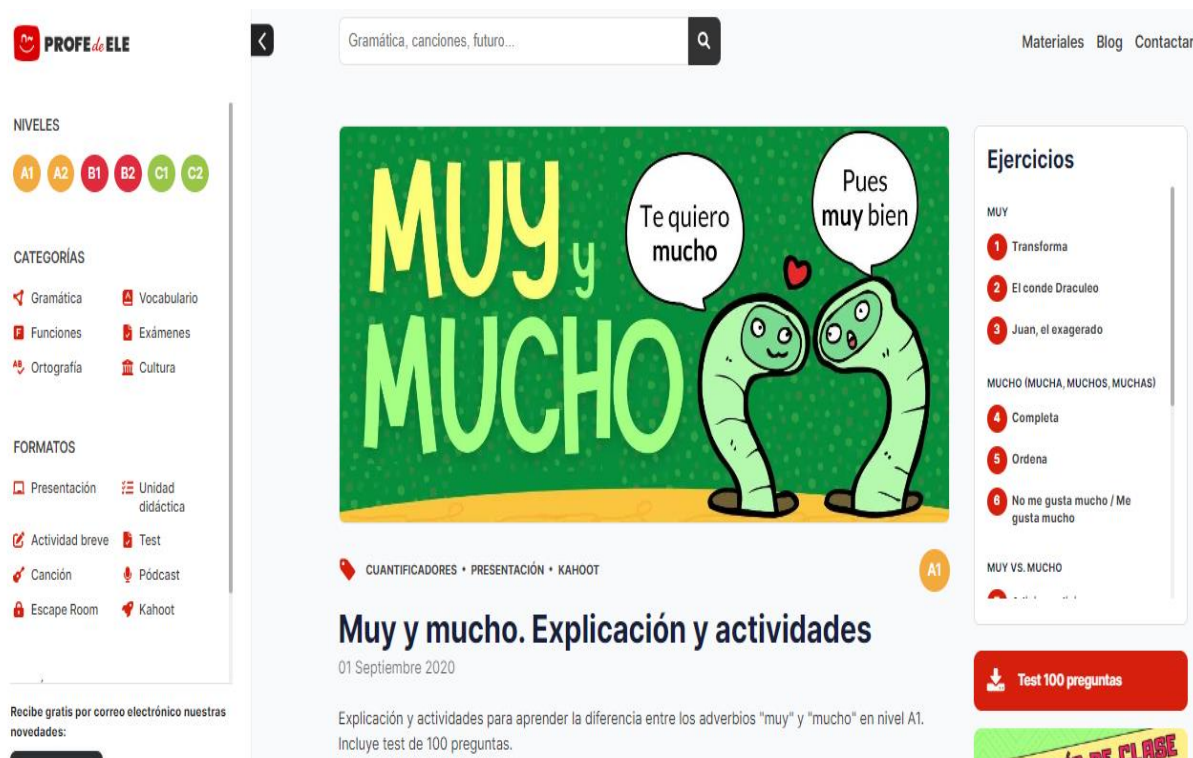 PROFE de ELE
NIVELES
A1 A2 B1 B2 C1 C2
CATEGORÍAS
Gramática
Vocabulario
Funciones
Exámenes
Ortografía
Cultura
FORMATOS
Presentación
Unidad
didáctica
Actividad breve
Test
Canción
Pódcast
Escape Room
Kahoot
Recibe gratis por correo electrónico nuestras
novedades:
Gramática, canciones, futuro...
Materiales Blog Contactar
MUY y
MUCHO
Te quiero
mucho
Pues
muy bien
CUANTIFICADORES • PRESENTACIÓN • KAHOOT
A1
Muy y mucho. Explicación y actividades
01 Septiembre 2020
Explicación y actividades para aprender la diferencia entre los adverbios "muy" y "mucho" en nivel A1.
Incluye test de 100 preguntas.
Ejercicios
MUY
1 Transforma
2 El conde Draculeo
3 Juan, el exagerado
MUCHO (MUCHA, MUCHOS, MUCHAS)
4 Completa
5 Ordena
6 No me gusta mucho / Me
gusta mucho
MUY VS. MUCHO
Test 100 preguntas
DE CLASE